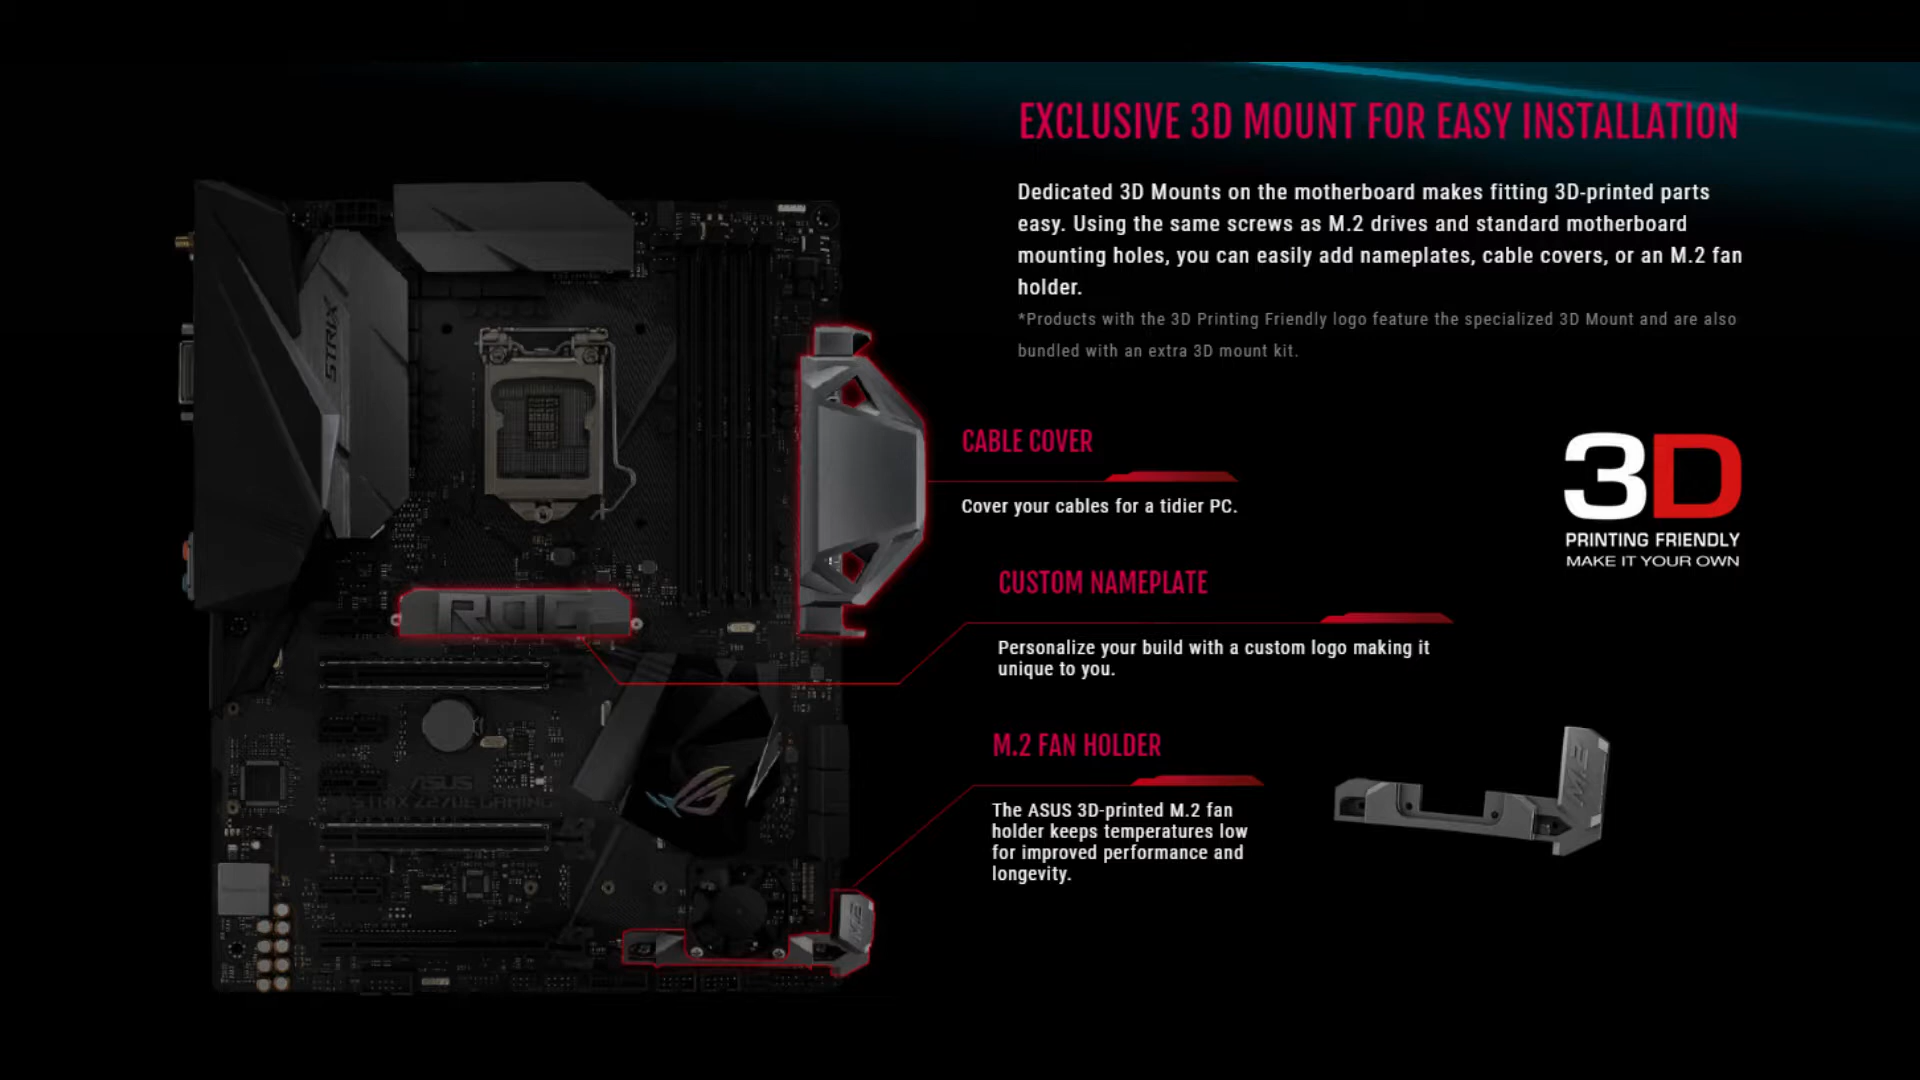 EXCLUSIVE 3D MOUNT FOR EASY INSTALLATION
Dedicated 3D Mounts on the motherboard makes fitting 3D-printed parts
easy. Using the same screws as M.2 drives and standard motherboard
mounting holes, you can easily add nameplates, cable covers, or an M.2 fan
holder.
*Products with the 3D Printing Friendly logo feature the specialized 3D Mount and are also
bundled with an extra 3D mount kit.
STRIX
CABLE COVER
Cover your cables for a tidier PC.
3D
PRINTING FRIENDLY
MAKE IT YOUR OWN
CUSTOM NAMEPLATE
Personalize your build with a custom logo making it
unique to you.
ROG
M.2 FAN HOLDER
The ASUS 3D-printed M.2 fan
holder keeps temperatures low
for improved performance and
longevity.
ASUS
STRIX Z270E GAMING